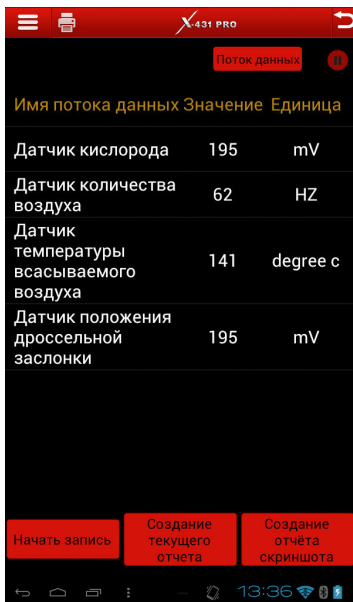 X-431 PRO
Поток данных
Имя потока данных Значение Единица
Датчик кислорода 195 mV
Датчик количества
воздуха 62 HZ
Датчик
температуры
всасываемого
воздуха 141 degree c
Датчик положения
дроссельной
заслонки 195 mV
Начать запись
Создание
текущего
отчета
Создание
отчёта
скриншота
13:36